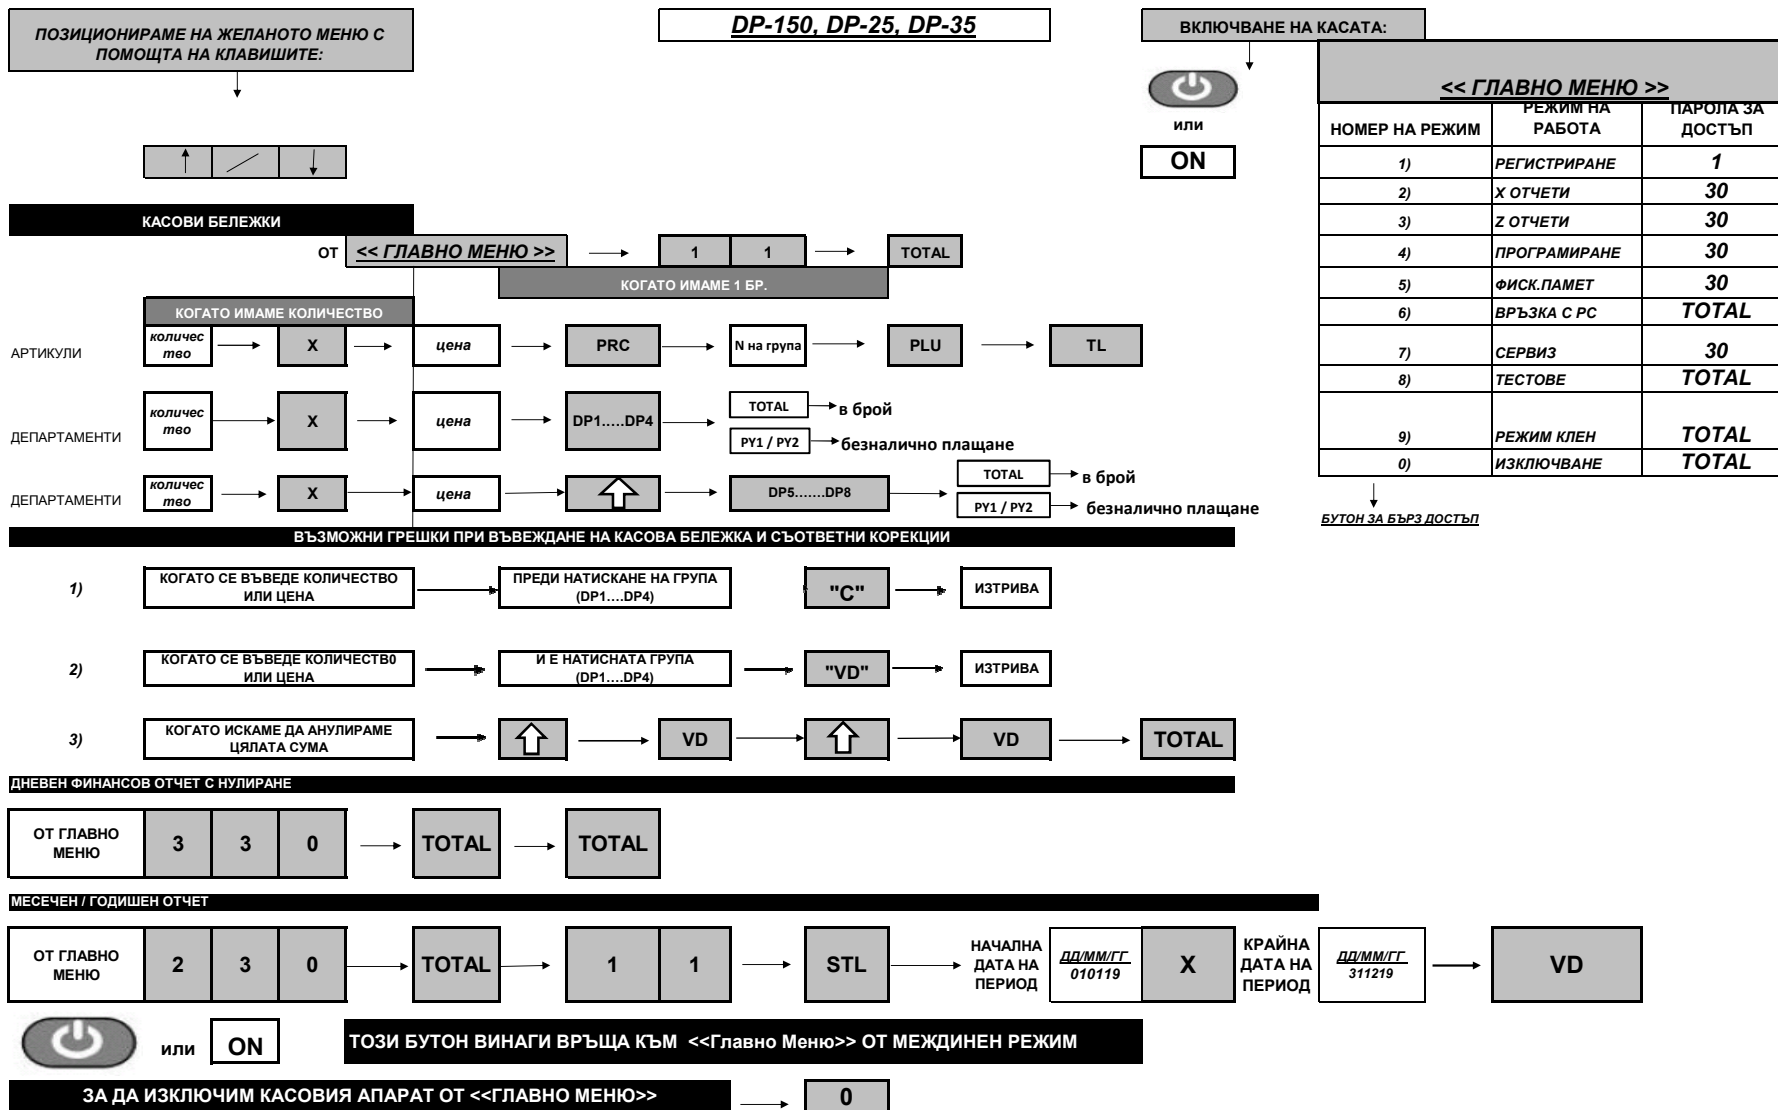 ПОЗИЦИОНИРАМЕ НА ЖЕЛАНОТО МЕНЮ С
ПОМОЩТА НА КЛАВИШИТЕ:
DP-150, DP-25, DP-35
ВКЛЮЧВАНЕ НА КАСАТА:
или
ON
<< ГЛАВНО МЕНЮ >>
НОМЕР НА РЕЖИМ
РЕЖИМ НА
РАБОТА
ПАРОЛА ЗА
ДОСТЪП
1) РЕГИСТРИРАНЕ 1
2) X ОТЧЕТИ 30
3) Z ОТЧЕТИ 30
4) ПРОГРАМИРАНЕ 30
5) ФИСК.ПАМЕТ 30
6) ВРЪЗКА С PC TOTAL
7) СЕРВИЗ 30
8) ТЕСТОВЕ TOTAL
9) РЕЖИМ КЛЕН TOTAL
0) ИЗКЛЮЧВАНЕ TOTAL
БУТОН ЗА БЪРЗ ДОСТЪП
КАСОВИ БЕЛЕЖКИ
ОТ << ГЛАВНО МЕНЮ >> 1 1 TOTAL
КОГАТО ИМАМЕ 1 БР.
КОГАТО ИМАМЕ КОЛИЧЕСТВО
АРТИКУЛИ
количес
тво
X цена PRC N на група PLU TL
ДЕПАРТАМЕНТИ
количес
тво
X цена DP1.....DP4
TOTAL в брой
PY1 / PY2 безналично плащане
ДЕПАРТАМЕНТИ
количес
тво
X цена DP5.......DP8
TOTAL в брой
PY1 / PY2 безналично плащане
ВЪЗМОЖНИ ГРЕШКИ ПРИ ВЪВЕЖДАНЕ НА КАСОВА БЕЛЕЖКА И СЪОТВЕТНИ КОРЕКЦИИ
1)
КОГАТО СЕ ВЪВЕДЕ КОЛИЧЕСТВО
ИЛИ ЦЕНА
ПРЕДИ НАТИСКАНЕ НА ГРУПА
(DP1....DP4)
"C" ИЗТРИВА
2)
КОГАТО СЕ ВЪВЕДЕ КОЛИЧЕСТВ0
ИЛИ ЦЕНА
И Е НАТИСНАТА ГРУПА
(DP1....DP4)
"VD" ИЗТРИВА
3)
КОГАТО ИСКАМЕ ДА АНУЛИРАМЕ
ЦЯЛАТА СУМА
VD VD TOTAL
ДНЕВЕН ФИНАНСОВ ОТЧЕТ С НУЛИРАНЕ
ОТ ГЛАВНО
МЕНЮ
3 3 0 TOTAL TOTAL
МЕСЕЧЕН / ГОДИШЕН ОТЧЕТ
ОТ ГЛАВНО
МЕНЮ
2 3 0 TOTAL 1 1 STL
НАЧАЛНА
ДАТА НА
ПЕРИОД
ДД/ММ/ГГ
010119
X
КРАЙНА
ДАТА НА
ПЕРИОД
ДД/ММ/ГГ
311219
VD
или ON
ТОЗИ БУТОН ВИНАГИ ВРЪЩА КЪМ <<Главно Меню>> ОТ МЕЖДИНЕН РЕЖИМ
ЗА ДА ИЗКЛЮЧИМ КАСОВИЯ АПАРАТ ОТ <<ГЛАВНО МЕНЮ>> 0